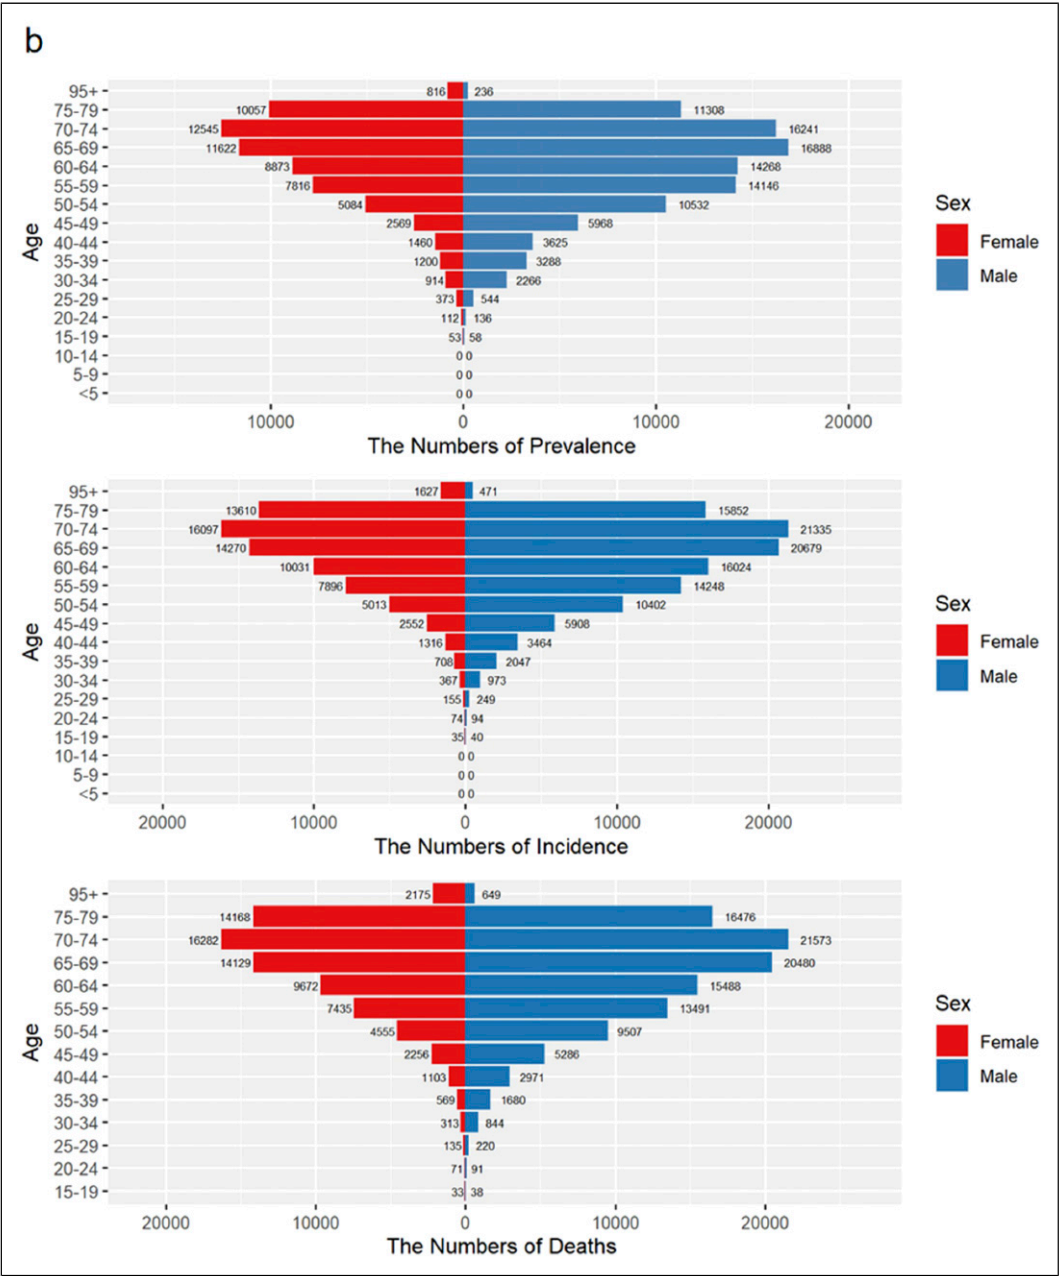 b
95+ 816 236
75-79 10057 11308
70-74 12545 16241
65-69 11622 16888
60-64 8873 14268
55-59 7816 14146
50-54 5084 10532
45-49 2569 5968
40-44 1460 3625
35-39 1200 3288
30-34 914 2266
25-29 373 544
20-24 112 136
15-19 53 58
10-14 0 0
5-9 0 0
<5 0 0
Age
10000 0 10000 20000
The Numbers of Prevalence
Sex
Female
Male
95+ 1627 471
75-79 13610 15852
70-74 16097 21335
65-69 14270 20679
60-64 10031 16024
55-59 7896 14248
50-54 5013 10402
45-49 2552 5908
40-44 1316 3464
35-39 708 2047
30-34 367 973
25-29 155 249
20-24 74 94
15-19 35 40
10-14 0 0
5-9 0 0
<5 0 0
Age
20000 10000 0 10000 20000
The Numbers of Incidence
Sex
Female
Male
95+ 2175 649
75-79 14168 16476
70-74 16282 21573
65-69 14129 20480
60-64 9672 15488
55-59 7435 13491
50-54 4555 9507
45-49 2256 5286
40-44 1103 2971
35-39 569 1680
30-34 313 844
25-29 135 220
20-24 71 91
15-19 33 38
Age
20000 10000 0 10000 20000
The Numbers of Deaths
Sex
Female
Male